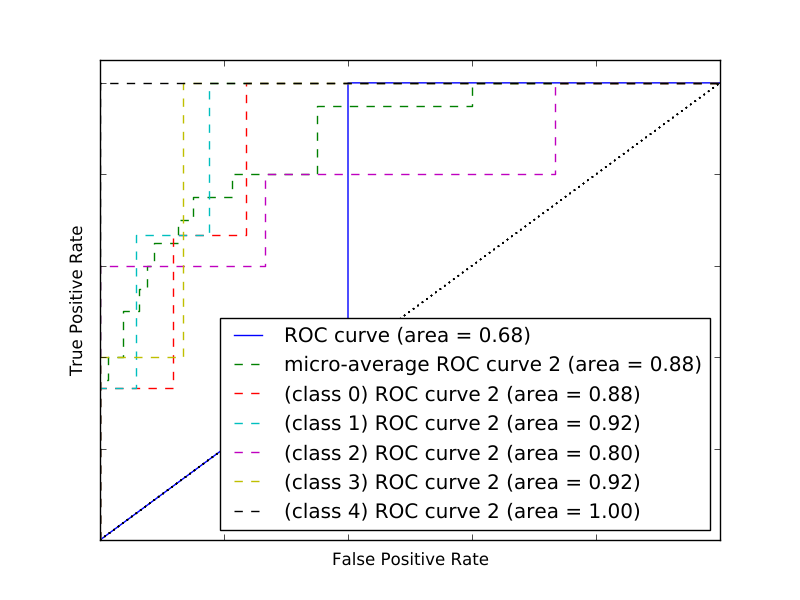 True Positive Rate
ROC curve (area = 0.68)
micro-average ROC curve 2 (area = 0.88)
(class 0) ROC curve 2 (area = 0.88)
(class 1) ROC curve 2 (area = 0.92)
(class 2) ROC curve 2 (area = 0.80)
(class 3) ROC curve 2 (area = 0.92)
(class 4) ROC curve 2 (area = 1.00)
False Positive Rate